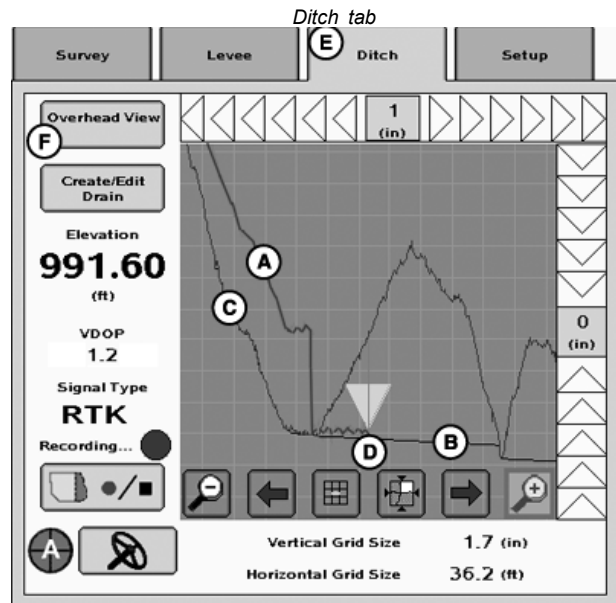 Ditch tab
Survey
Levee
E
Ditch
Setup
Overhead View
F
Create/Edit
Drain
Elevation
991.60
(ft)
VDOP
1.2
Signal Type
RTK
Recording...
A
1
(in)
0
(in)
A
C
B
D
Vertical Grid Size 1.7 (in)
Horizontal Grid Size 36.2 (ft)